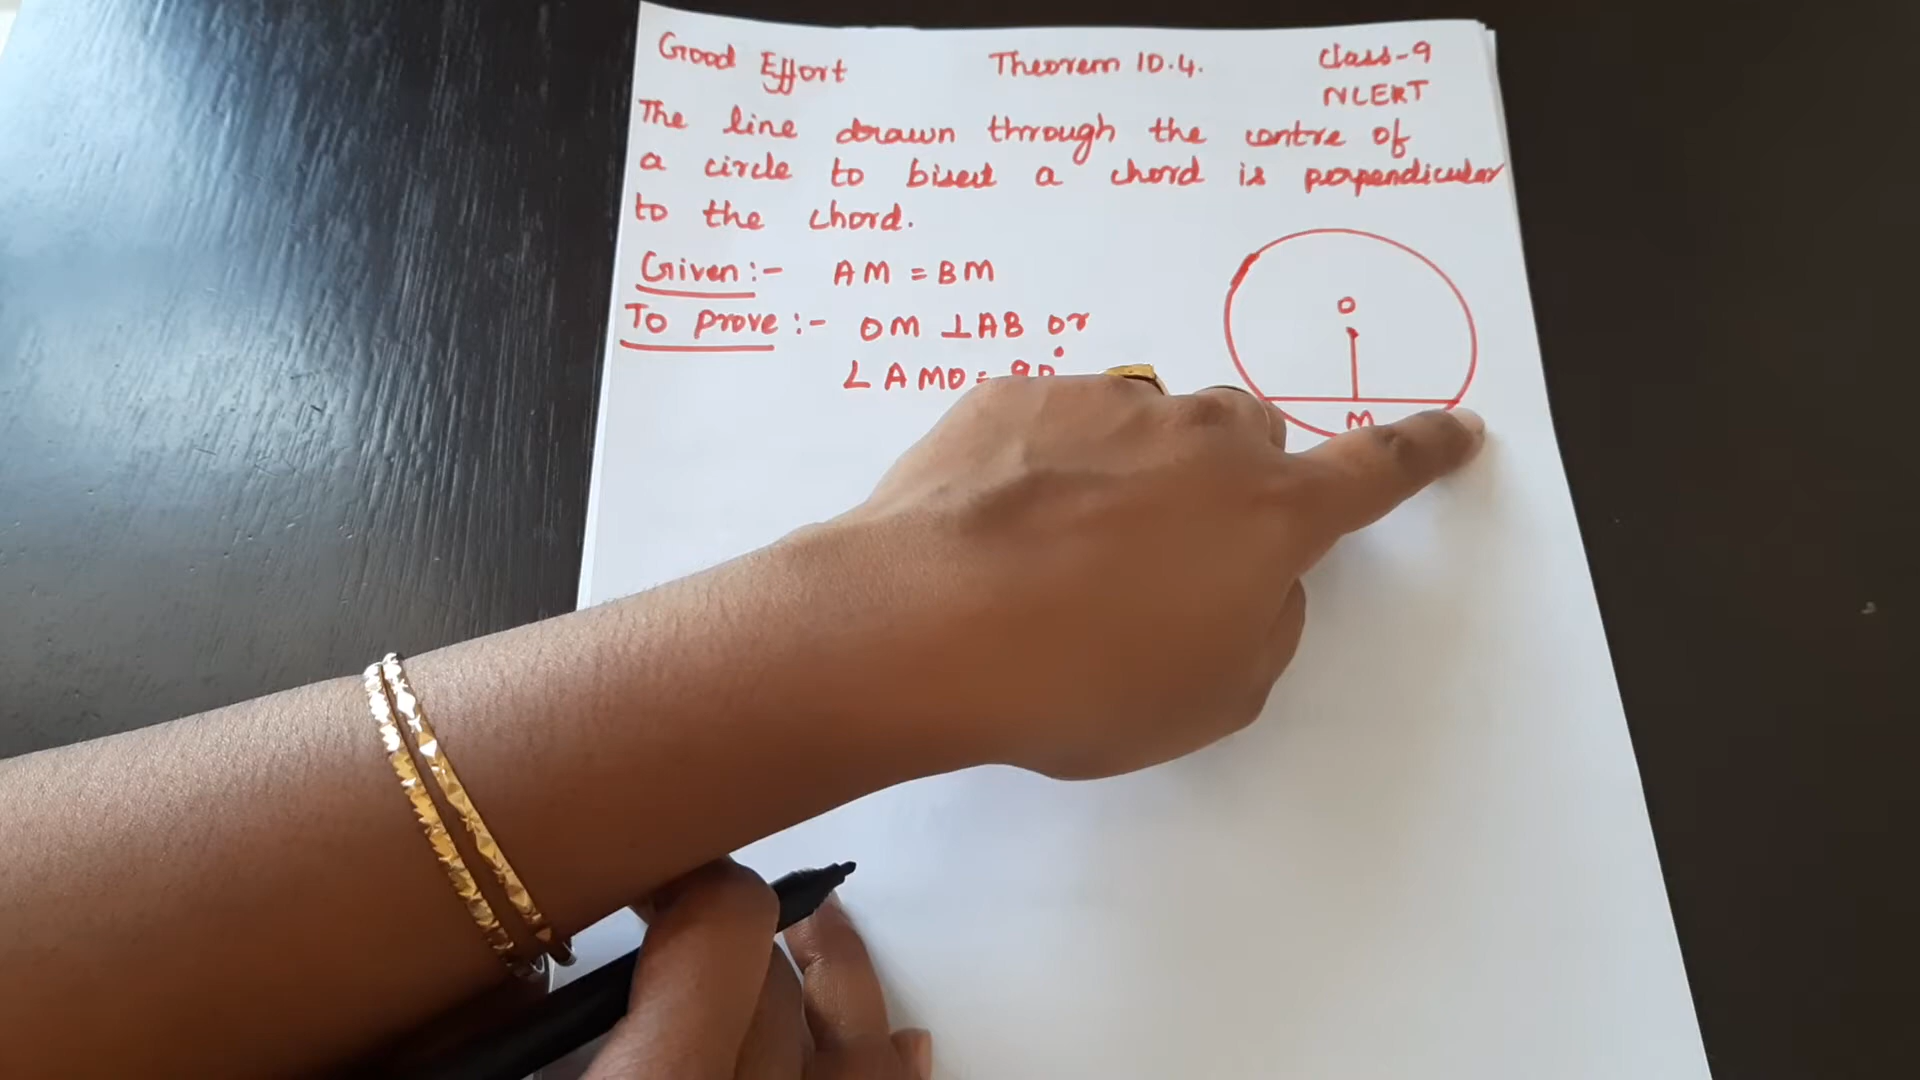 Good Effort Theorem 10.4. Class-9
NCERT
The line drawn through the centre of
a circle to bisect a chord is perpendicular
to the chord.
Given:- AM = BM
To prove:- OM ⊥AB or
∠AMO = 90°
O
M